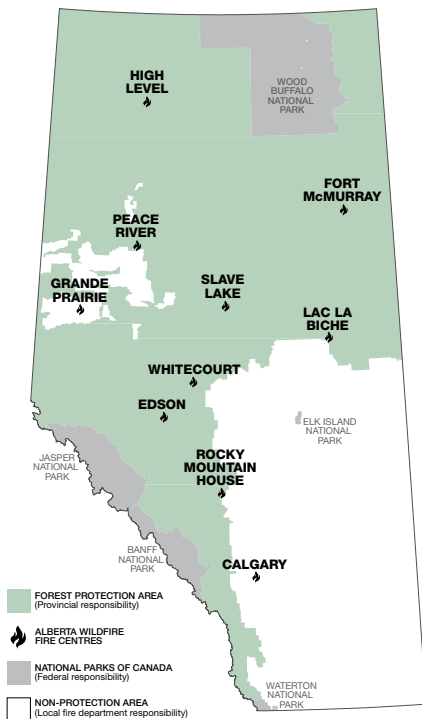 HIGH
LEVEL
WOOD
BUFFALO
NATIONAL
PARK
FORT
McMURRAY
PEACE
RIVER
GRANDE
PRAIRIE
SLAVE
LAKE
LAC LA
BICHE
WHITECOURT
EDSON
ELK ISLAND
NATIONAL
PARK
JASPER
NATIONAL
PARK
ROCKY
MOUNTAIN
HOUSE
BANFF
NATIONAL
PARK
CALGARY
FOREST PROTECTION AREA
(Provincial responsibility)
ALBERTA WILDFIRE
FIRE CENTRES
NATIONAL PARKS OF CANADA
(Federal responsibility)
WATERTON
NATIONAL
PARK
NON-PROTECTION AREA
(Local fire department responsibility)